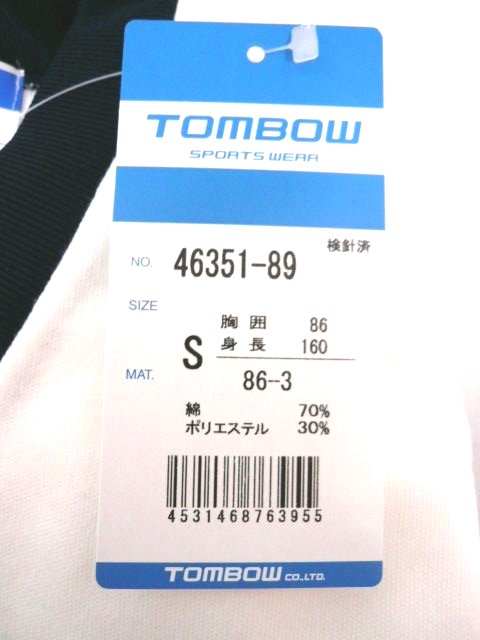 TOMBOW
SPORTS WEAR
検針済
NO. 46351-89
SIZE
S
胸囲 86
身長 160
MAT. 86--3
綿 70%
ポリエステル 30%
4531468763955
TOMBOW CO.,LTD.